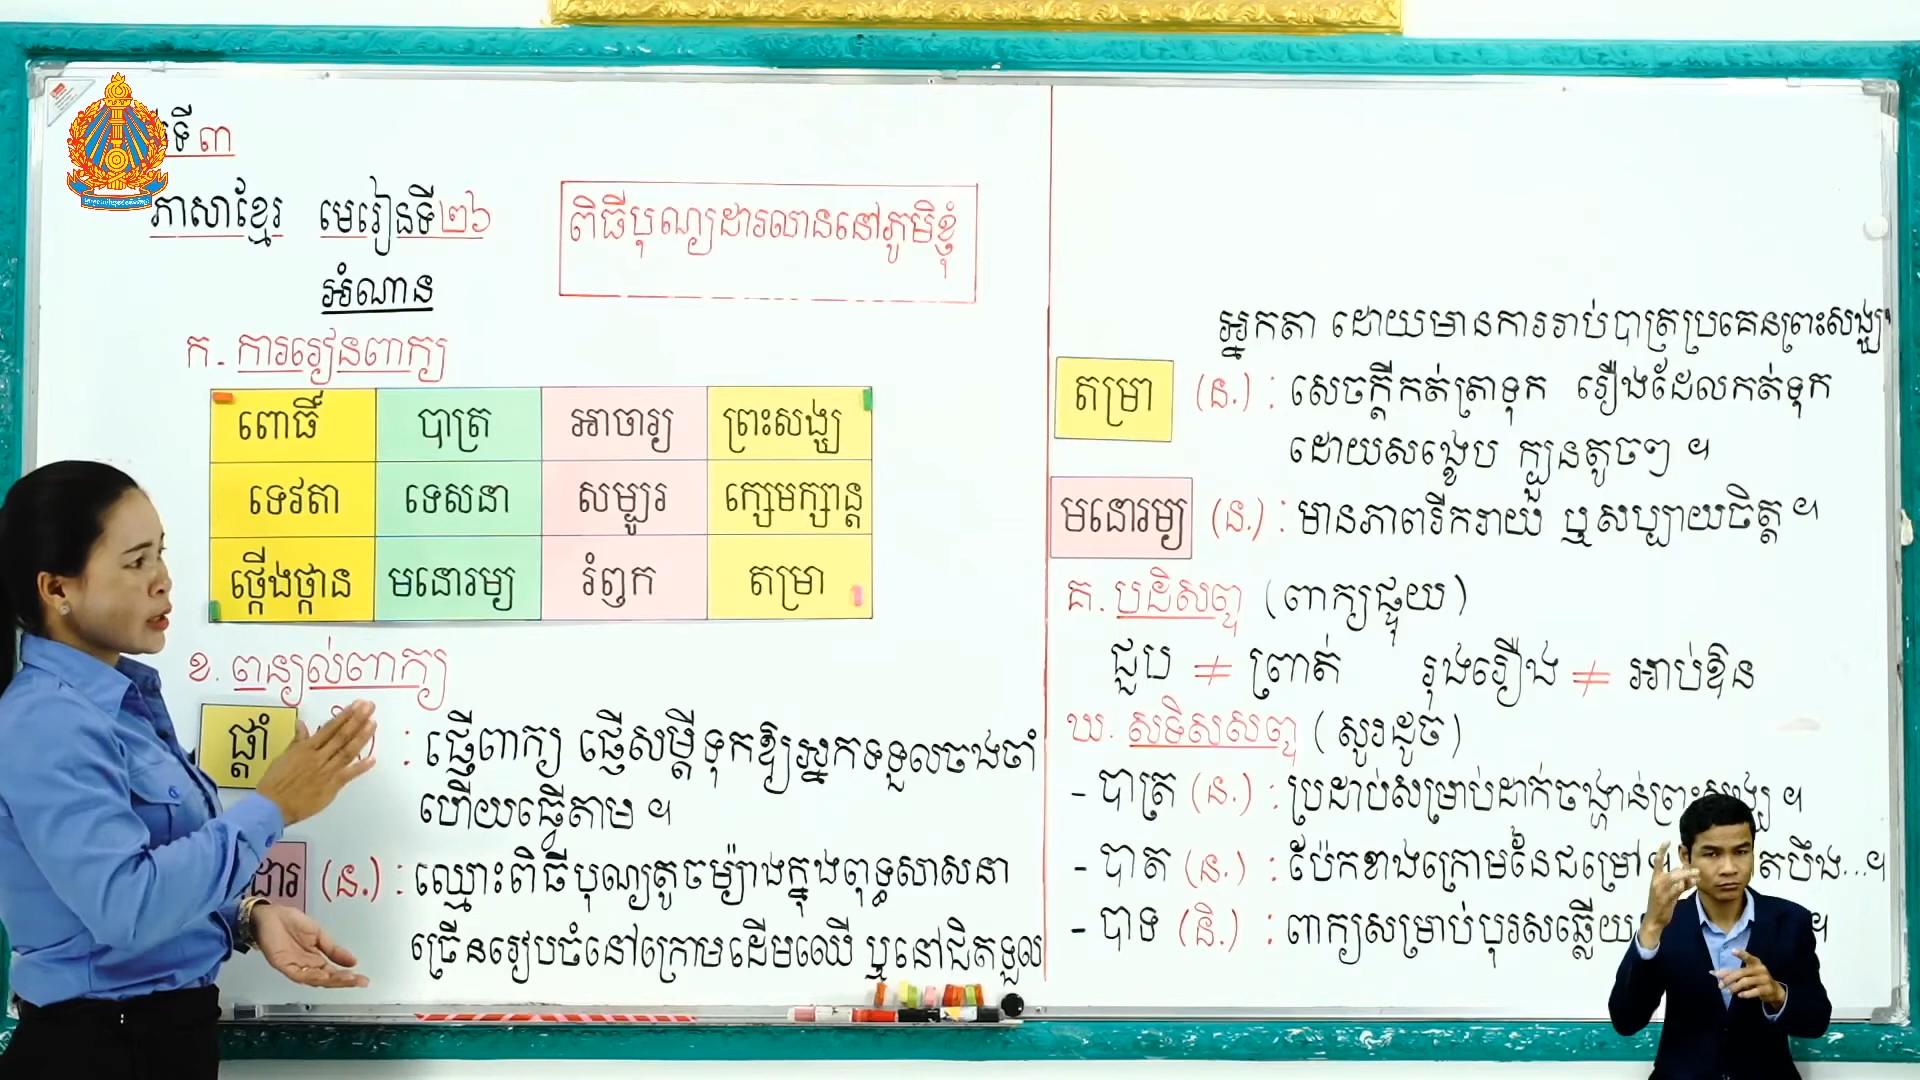 ទី ៣
ភាសាខ្មែរ មេរៀនទី២៦
ពិធីបុណ្យដារលាននៅភូមិខ្ញុំ
អំណាន
ក. ការរៀនពាក្យ
ពោធិ៍ បាត្រ អាចារ្យ ព្រះសង្ឃ
ទេវតា ទេសនា សម្បូរ ក្សេមក្សាន្ត
ថ្កើងថ្កាន មនោរម្យ រំឭក តម្រា
ខ. ពន្យល់ពាក្យ
ផ្ដាំ : ផ្ញើពាក្យ ផ្ញើសម្ដីទុកឱ្យអ្នកទទួលចងចាំ
ហើយធ្វើតាម ។
ដារ (ន.) : ឈ្មោះពិធីបុណ្យតូចម្យ៉ាងក្នុងពុទ្ធសាសនា
ច្រើនរៀបចំនៅក្រោមដើមឈើ ឬនៅជិតទួល
អ្នកតា ដោយមានការរាប់បាត្រប្រគេនព្រះសង្ឃ។
តម្រា (ន.) : សេចក្ដីកត់ត្រាទុក រឿងដែលកត់ទុក
ដោយសង្ខេប ក្បួនតូចៗ ។
មនោរម្យ (ន.) : មានភាពរីករាយ ឬសប្បាយចិត្ត ។
គ. បដិសព្ទ (ពាក្យផ្ទុយ)
ជួប ≠ ព្រាត់ រុងរឿង ≠ អាប់ឱន
ឃ. សទិសសព្ទ (សូរដូច)
- បាត្រ (ន.) : ប្រដាប់សម្រាប់ដាក់ចង្ហាន់ព្រះសង្ឃ ។
- បាត (ន.) : ប៉ែកខាងក្រោមនៃជម្រៅ បឹង...។
- បាទ (និ.) : ពាក្យសម្រាប់បុរសឆ្លើយ ។